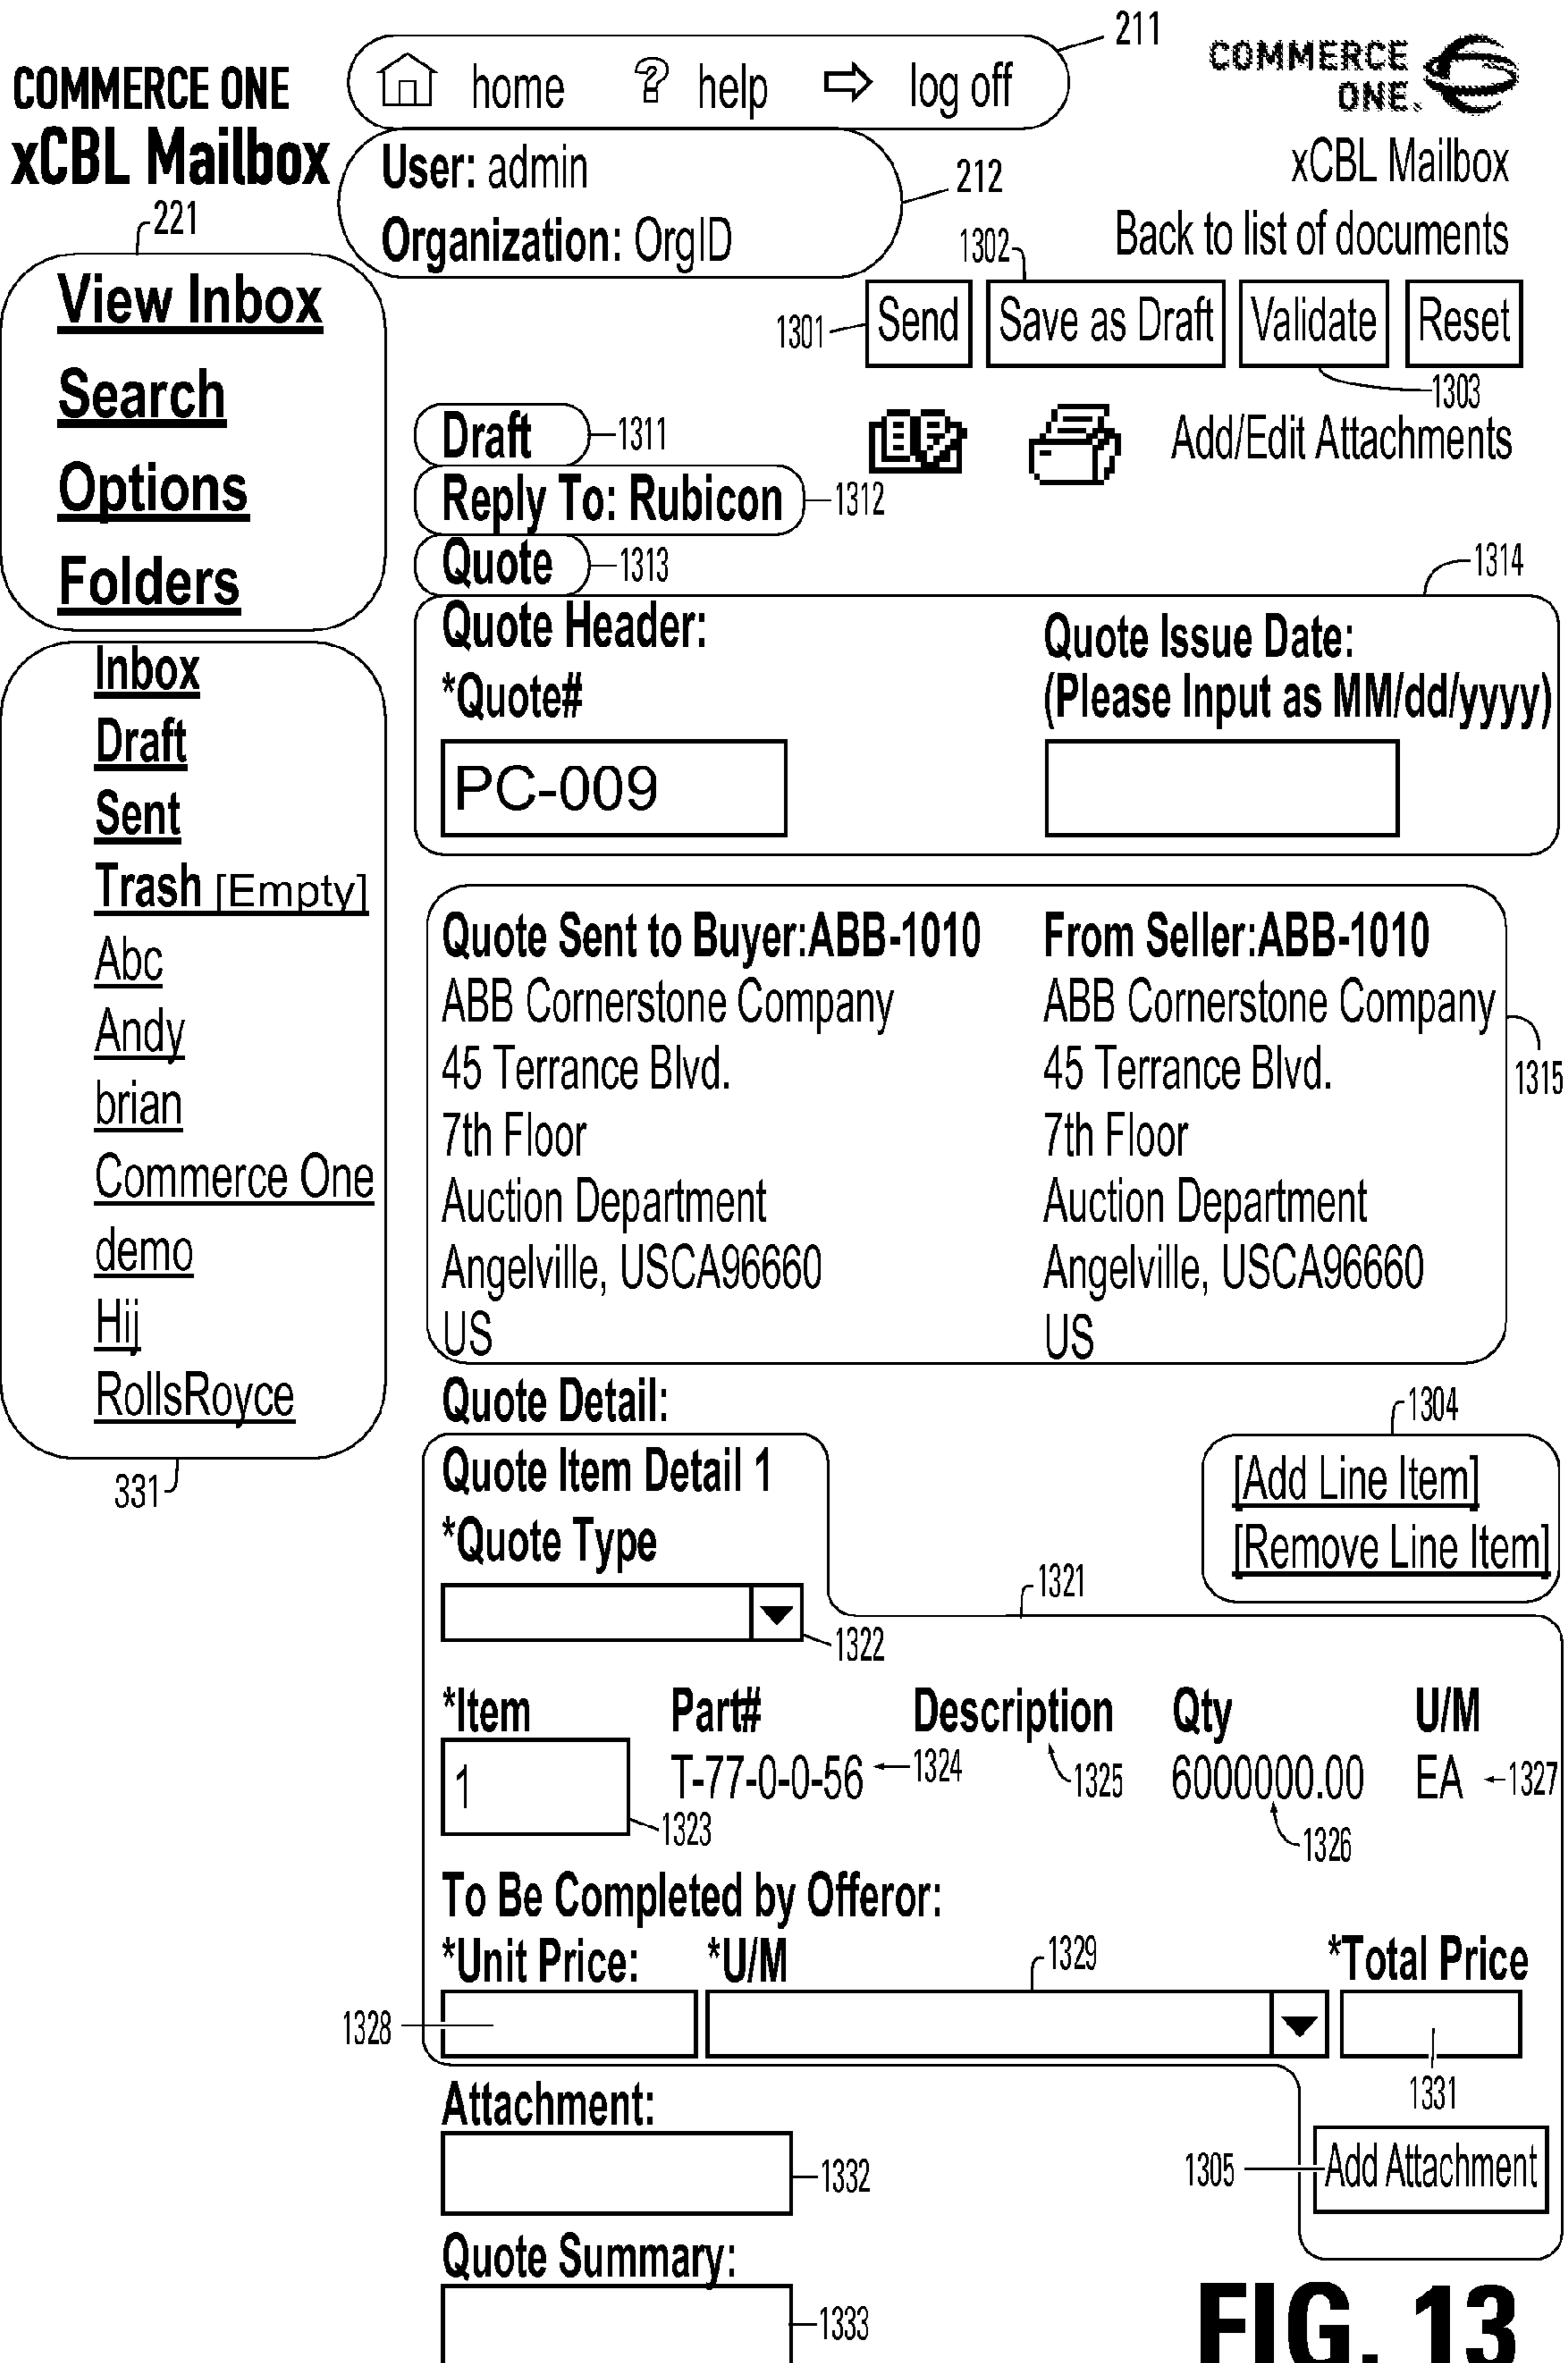 211
COMMERCE ONE
xCBL Mailbox
home help log off
COMMERCE
ONE.
xCBL Mailbox
User: admin
Organization: OrgID
212
Back to list of documents
221
View Inbox
Search
Options
Folders
1302
1301
Send Save as Draft Validate Reset
1303
Draft
1311
Add/Edit Attachments
Reply To: Rubicon
1312
Quote
1313
1314
Quote Header:
*Quote#
PC-009
Quote Issue Date:
(Please Input as MM/dd/yyyy)
Inbox
Draft
Sent
Trash [Empty]
Abc
Andy
brian
Commerce One
demo
Hij
RollsRoyce
331
Quote Sent to Buyer:ABB-1010
ABB Cornerstone Company
45 Terrance Blvd.
7th Floor
Auction Department
Angelville, USCA96660
US
From Seller:ABB-1010
ABB Cornerstone Company
45 Terrance Blvd.
7th Floor
Auction Department
Angelville, USCA96660
US
1315
Quote Detail:
1304
Quote Item Detail 1
[Add Line Item]
[Remove Line Item]
*Quote Type
1321
1322
*Item Part# Description Qty U/M
1 T-77-0-0-56 1324 1325 6000000.00 EA 1327
1323
1326
To Be Completed by Offeror:
*Unit Price: *U/M 1329 *Total Price
1328
1331
Attachment:
1332
1305
Add Attachment
Quote Summary:
1333
FIG. 13